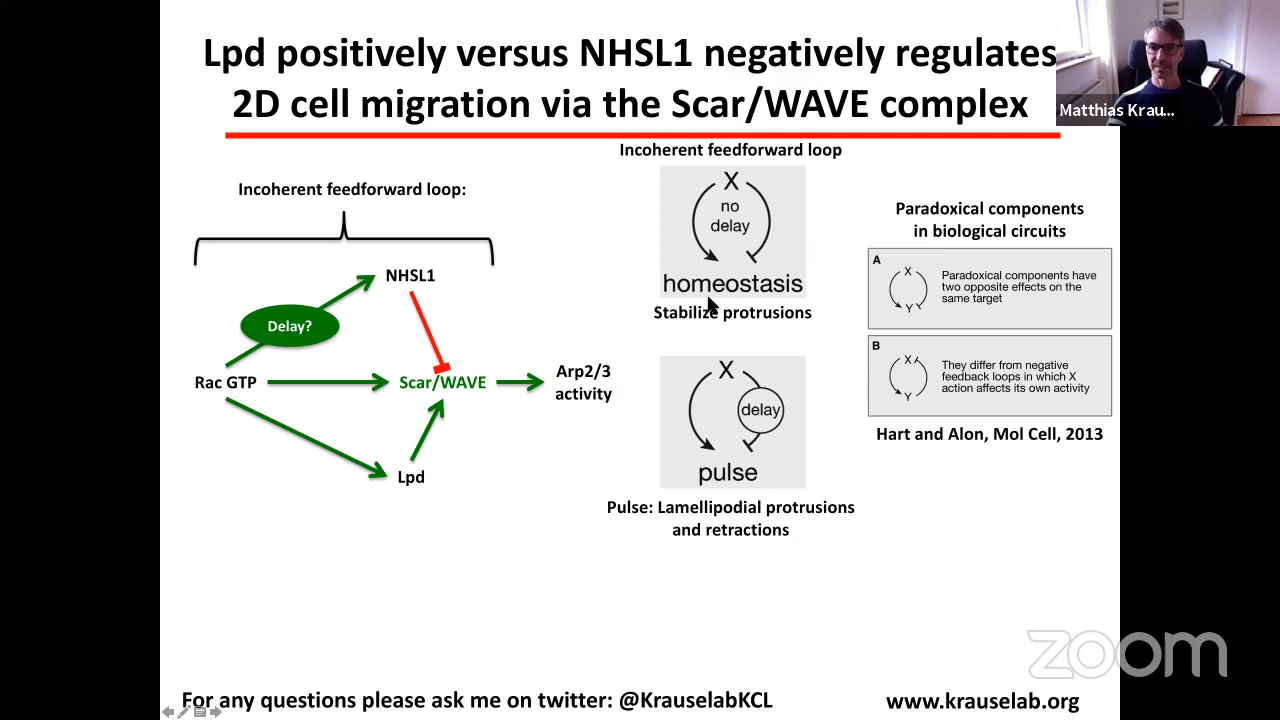 Lpd positively versus NHSL1 negatively regulates
2D cell migration via the Scar/WAVE complex
Matthias Krau...
Incoherent feedforward loop:
NHSL1
Delay?
Rac GTP
Scar/WAVE
Arp2/3
activity
Lpd
Incoherent feedforward loop
X
no
delay
homeostasis
Stabilize protrusions
X
delay
pulse
Pulse: Lamellipodial protrusions
and retractions
Paradoxical components
in biological circuits
A
X
Y
Paradoxical components have
two opposite effects on the
same target
B
X
Y
They differ from negative
feedback loops in which X
action affects its own activity
Hart and Alon, Mol Cell, 2013
zoom
For any questions please ask me on twitter: @KrauselabKCL
www.krauselab.org